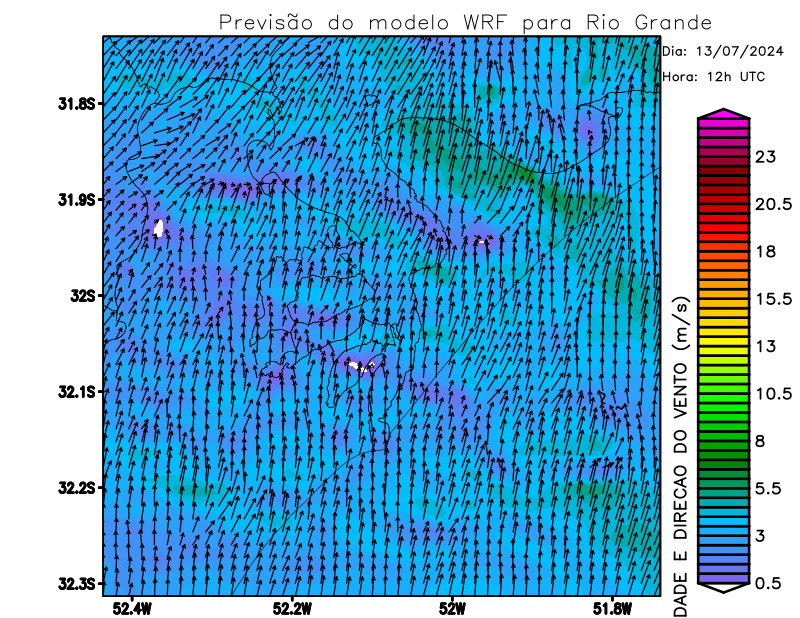 Previsão do modelo WRF para Rio Grande
Dia: 13/07/2024
Hora: 12h UTC
31.8S
31.9S
32S
32.1S
32.2S
32.3S
52.4W
52.2W
52W
51.8W
23
20.5
18
15.5
13
10.5
8
5.5
3
0.5
DADE E DIRECAO DO VENTO (m/s)